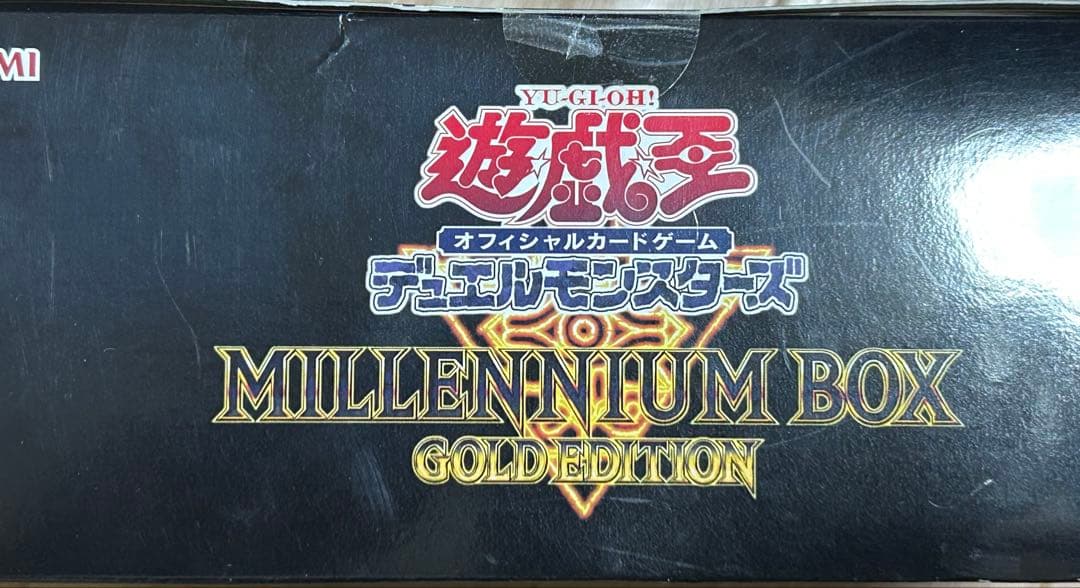 MI
YU-GI-OH!
遊戯王
オフィシャルカードゲーム
デュエルモンスターズ
MILLENNIUM BOX
GOLD EDITION